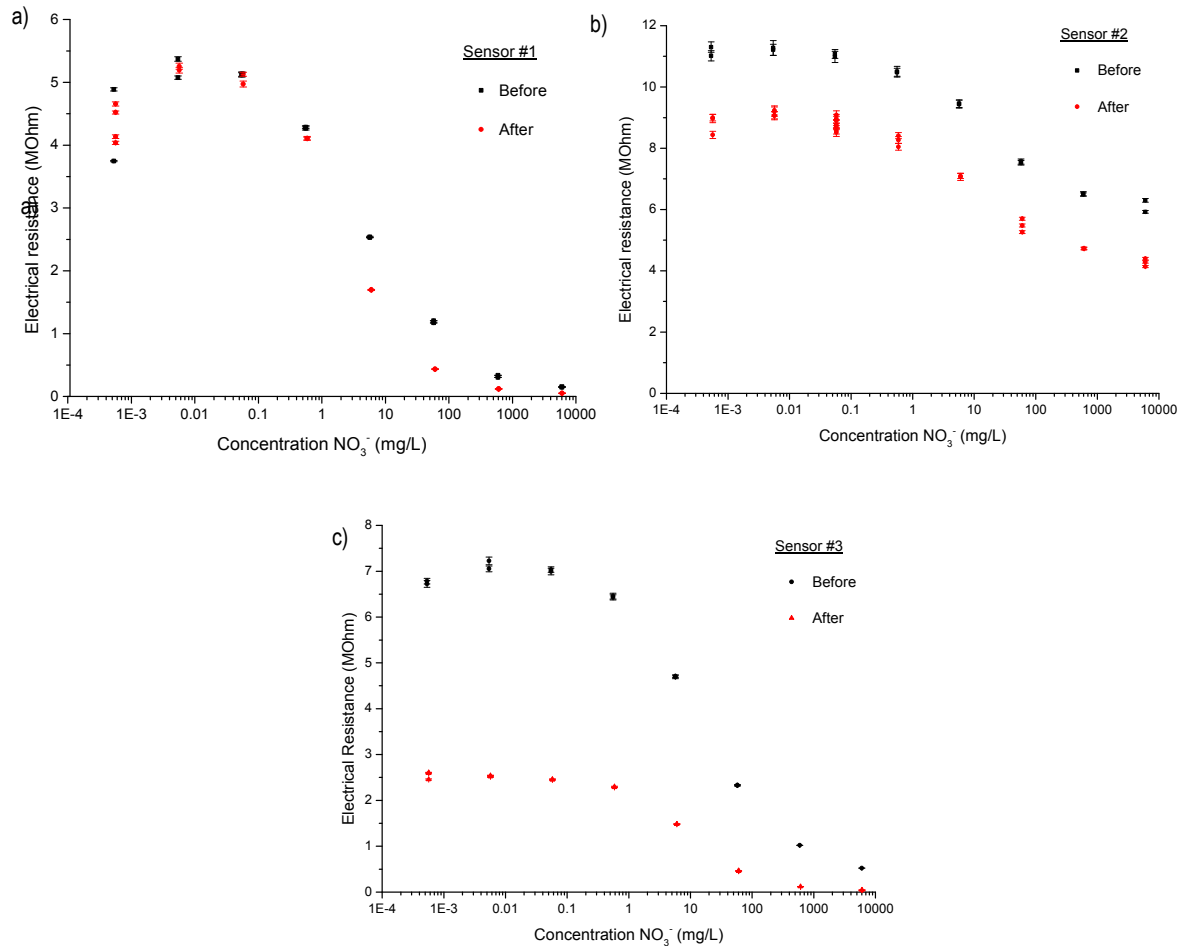 a)
Sensor #1
Before
After
6
5
4
3
2
1
0
a)
Electrical resistance (MOhm)
1E-4 1E-3 0.01 0.1 1 10 100 1000 10000
Concentration NO3- (mg/L)
b)
Sensor #2
Before
After
12
10
8
6
4
2
0
Electrical resistance (MOhm)
1E-4 1E-3 0.01 0.1 1 10 100 1000 10000
Concentration NO3- (mg/L)
c)
Sensor #3
Before
After
8
7
6
5
4
3
2
1
0
Electrical Resistance (MOhm)
1E-4 1E-3 0.01 0.1 1 10 100 1000 10000
Concentration NO3- (mg/L)